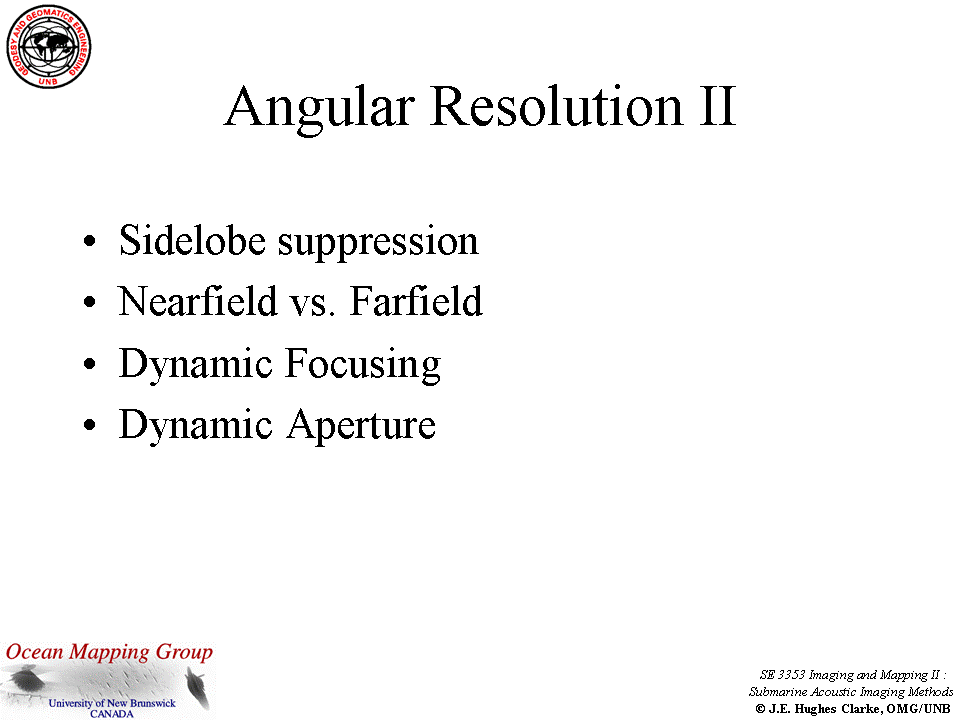 GEODESY AND GEOMATICS ENGINEERING
UNB
Angular Resolution II
• Sidelobe suppression
• Nearfield vs. Farfield
• Dynamic Focusing
• Dynamic Aperture
Ocean Mapping Group
University of New Brunswick
CANADA
SE 3353 Imaging and Mapping II :
Submarine Acoustic Imaging Methods
© J.E. Hughes Clarke, OMG/UNB